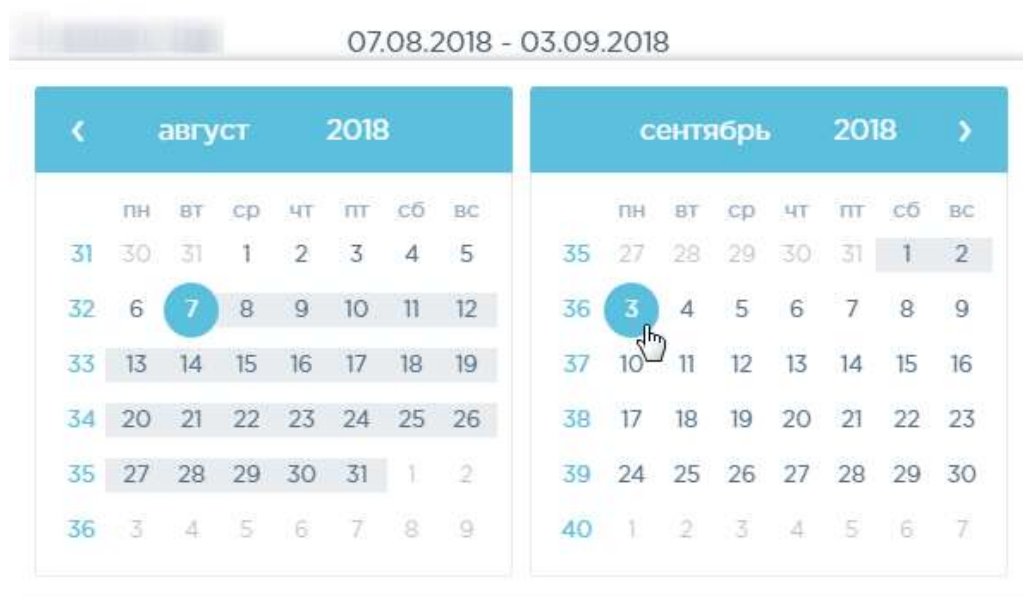 07.08.2018 - 03.09.2018
август 2018
пн вт ср чт пт сб вс
31 30 31 1 2 3 4 5
32 6 7 8 9 10 11 12
33 13 14 15 16 17 18 19
34 20 21 22 23 24 25 26
35 27 28 29 30 31 1 2
36 3 4 5 6 7 8 9
сентябрь 2018
пн вт ср чт пт сб вс
35 27 28 29 30 31 1 2
36 3 4 5 6 7 8 9
37 10 11 12 13 14 15 16
38 17 18 19 20 21 22 23
39 24 25 26 27 28 29 30
40 1 2 3 4 5 6 7